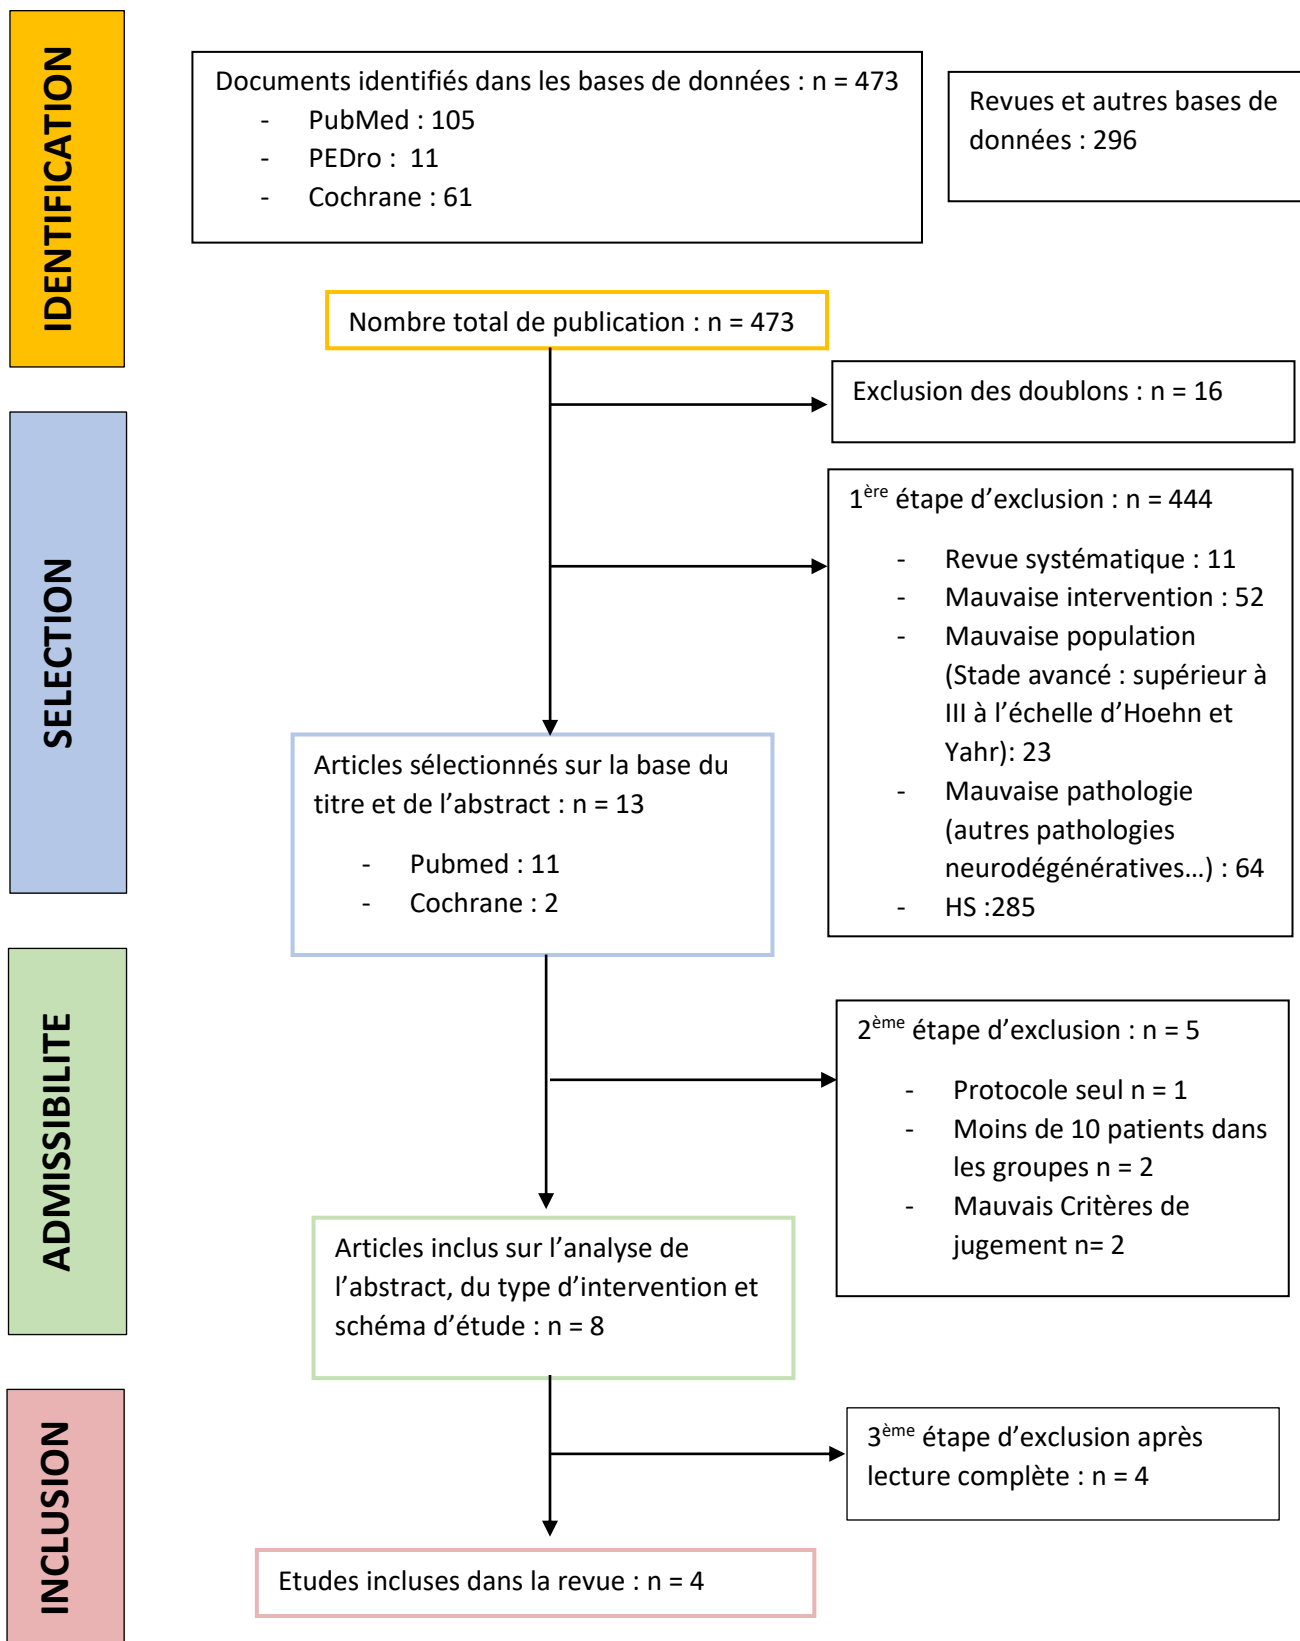 IDENTIFICATION
Documents identifiés dans les bases de données : n = 473
- PubMed : 105
- PEDro : 11
- Cochrane : 61
Revues et autres bases de
données : 296
Nombre total de publication : n = 473
Exclusion des doublons : n = 16
SELECTION
1ère étape d’exclusion : n = 444
- Revue systématique : 11
- Mauvaise intervention : 52
- Mauvaise population
(Stade avancé : supérieur à
III à l’échelle d’Hoehn et
Yahr): 23
- Mauvaise pathologie
(autres pathologies
neurodégénératives…) : 64
- HS :285
Articles sélectionnés sur la base du
titre et de l’abstract : n = 13
- Pubmed : 11
- Cochrane : 2
ADMISSIBILITE
2ème étape d’exclusion : n = 5
- Protocole seul n = 1
- Moins de 10 patients dans
les groupes n = 2
- Mauvais Critères de
jugement n= 2
Articles inclus sur l’analyse de
l’abstract, du type d’intervention et
schéma d’étude : n = 8
INCLUSION
3ème étape d’exclusion après
lecture complète : n = 4
Etudes incluses dans la revue : n = 4